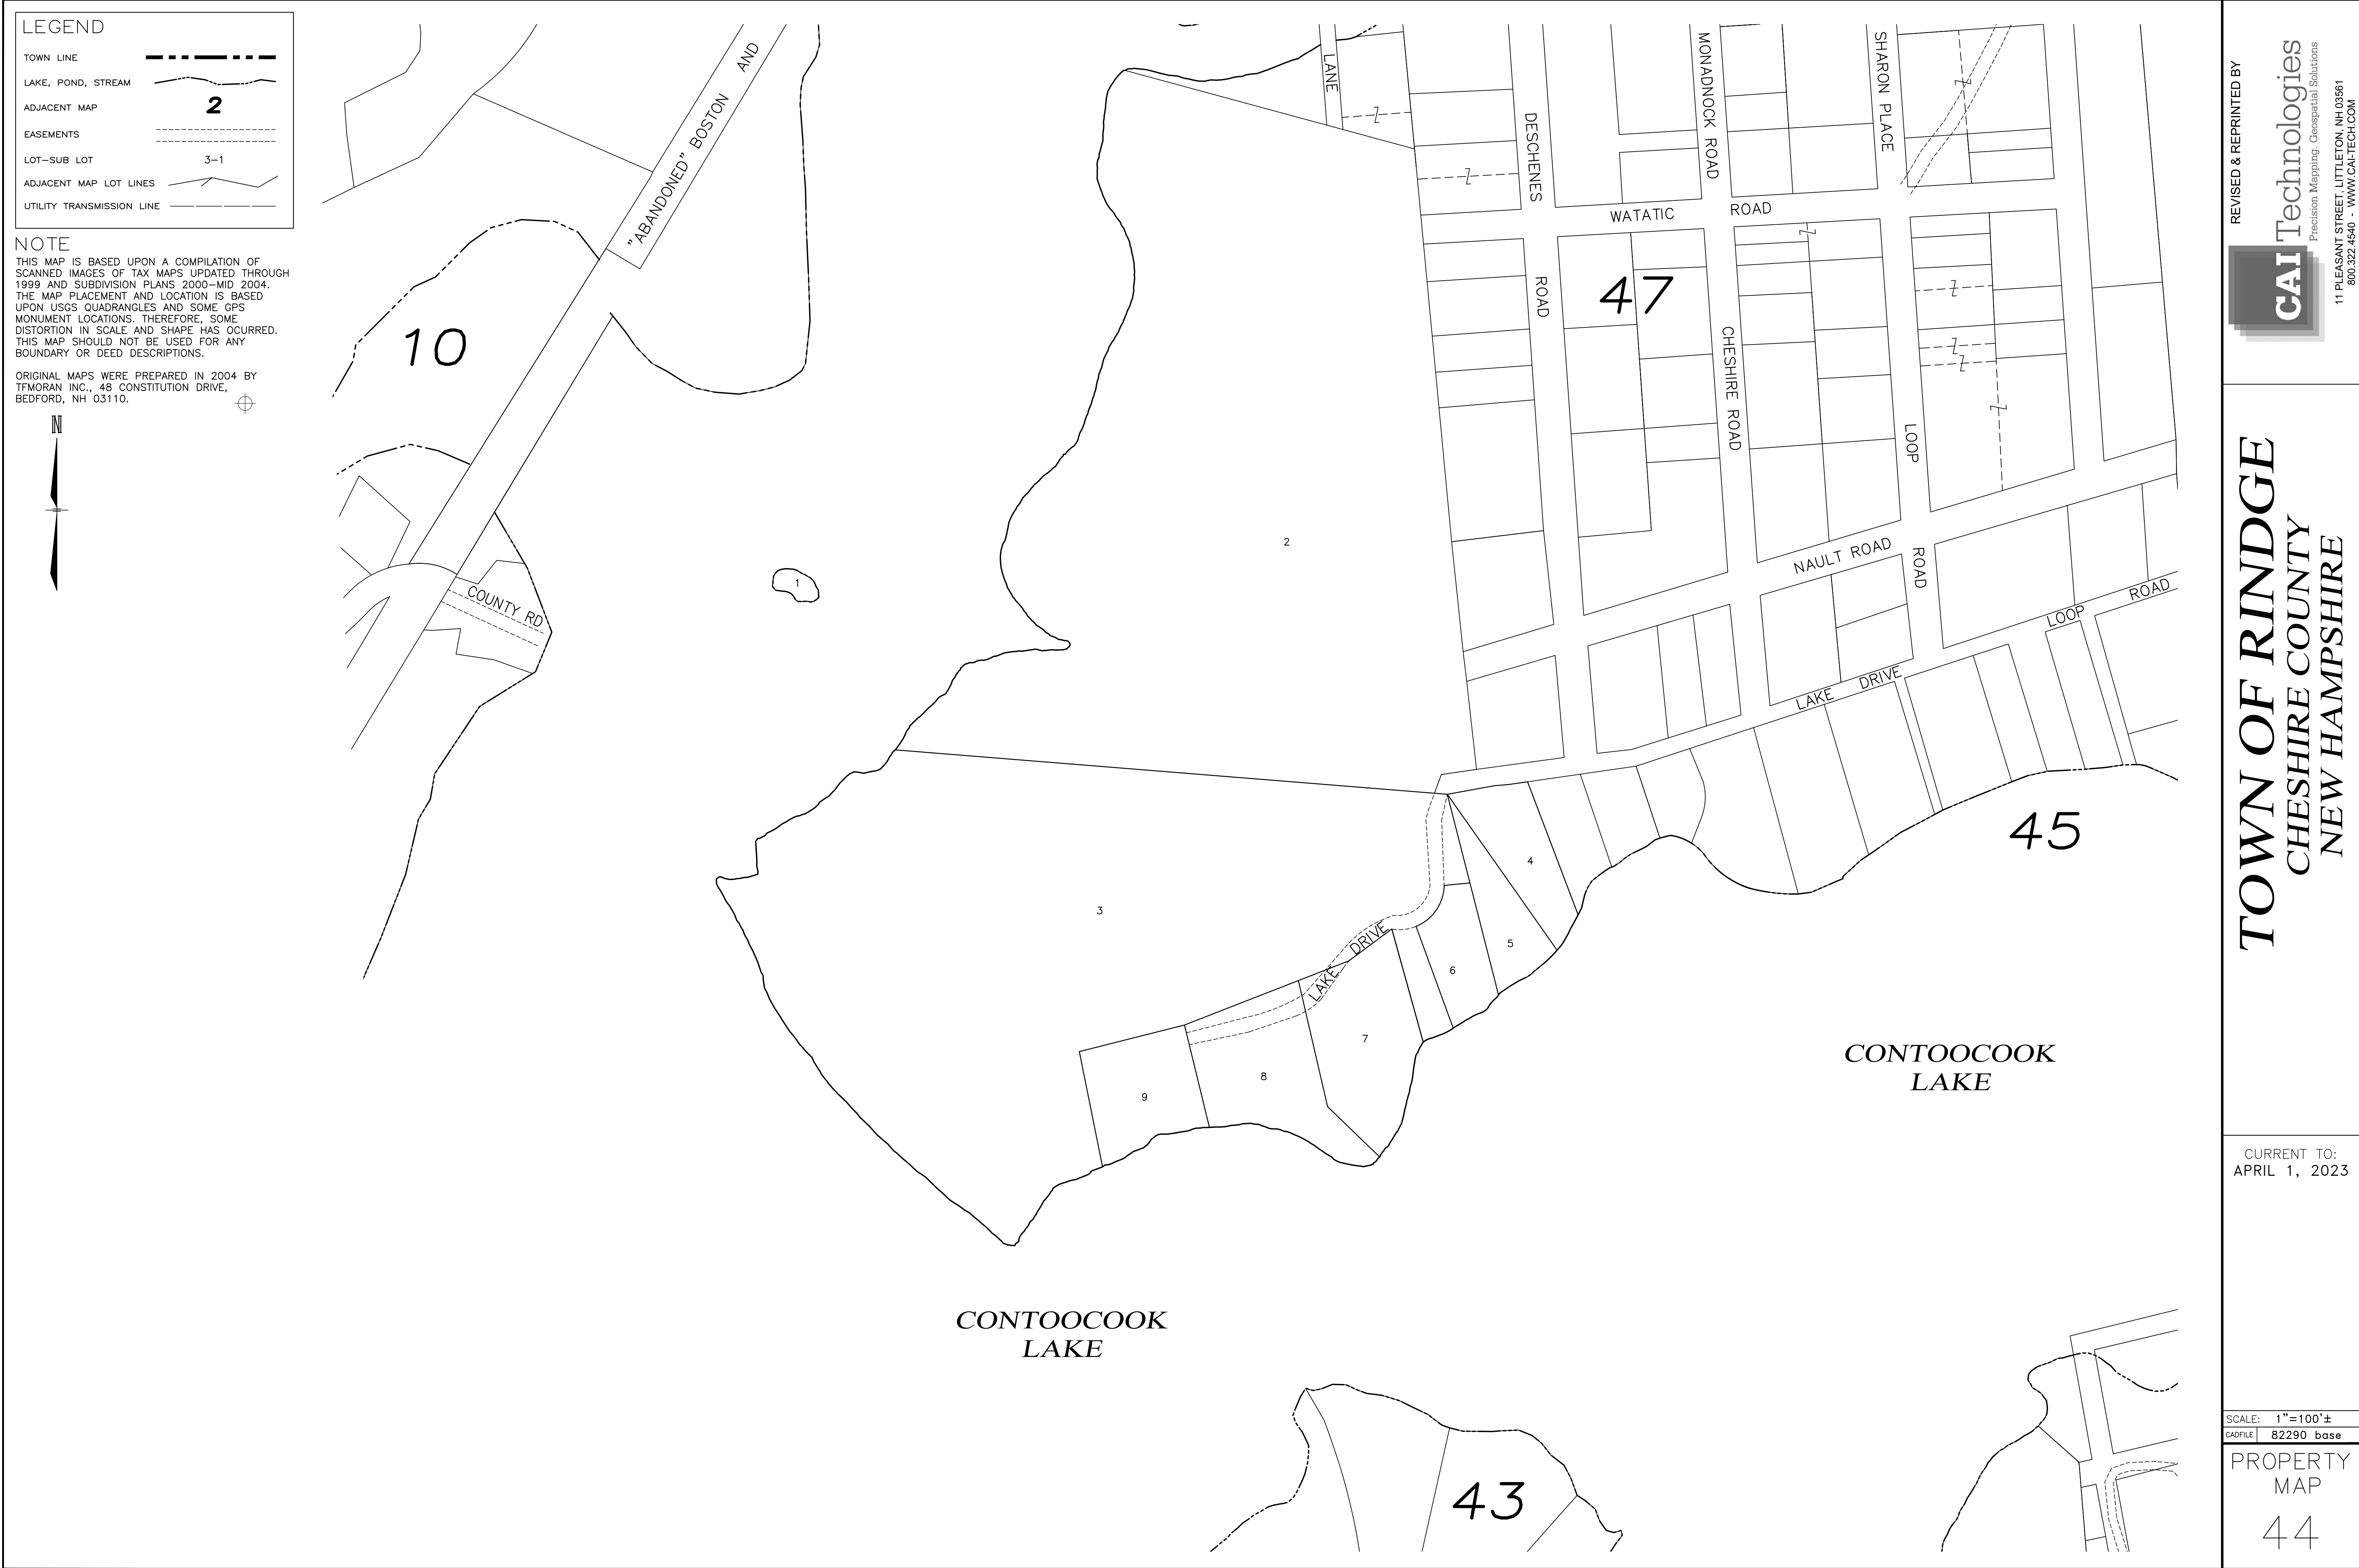 LEGEND
TOWN LINE
LAKE, POND, STREAM
ADJACENT MAP 2
EASEMENTS
LOT-SUB LOT 3-1
ADJACENT MAP LOT LINES
UTILITY TRANSMISSION LINE
NOTE
THIS MAP IS BASED UPON A COMPILATION OF
SCANNED IMAGES OF TAX MAPS UPDATED THROUGH
1999 AND SUBDIVISION PLANS 2000-MID 2004.
THE MAP PLACEMENT AND LOCATION IS BASED
UPON USGS QUADRANGLES AND SOME GPS
MONUMENT LOCATIONS. THEREFORE, SOME
DISTORTION IN SCALE AND SHAPE HAS OCURRED.
THIS MAP SHOULD NOT BE USED FOR ANY
BOUNDARY OR DEED DESCRIPTIONS.
ORIGINAL MAPS WERE PREPARED IN 2004 BY
TFMORAN INC., 48 CONSTITUTION DRIVE,
BEDFORD, NH 03110.
N
"ABANDONED" BOSTON AND
10
COUNTY RD
1
2
3
4
5
6
7
8
9
LANE
DESCHENES
ROAD
MONADNOCK ROAD
SHARON PLACE
WATATIC ROAD
47
CHESHIRE ROAD
LOOP
ROAD
NAULT ROAD
LOOP ROAD
LAKE DRIVE
45
LAKE DRIVE
CONTOOCOOK
LAKE
CONTOOCOOK
LAKE
43
REVISED & REPRINTED BY
CAI Technologies
Precision Mapping. Geospatial Solutions.
11 PLEASANT STREET, LITTLETON, NH 03561
800.322.4540 - WWW.CAI-TECH.COM
TOWN OF RINDGE
CHESHIRE COUNTY
NEW HAMPSHIRE
CURRENT TO:
APRIL 1, 2023
SCALE: 1"=100'±
CADFILE 82290 base
PROPERTY
MAP
44